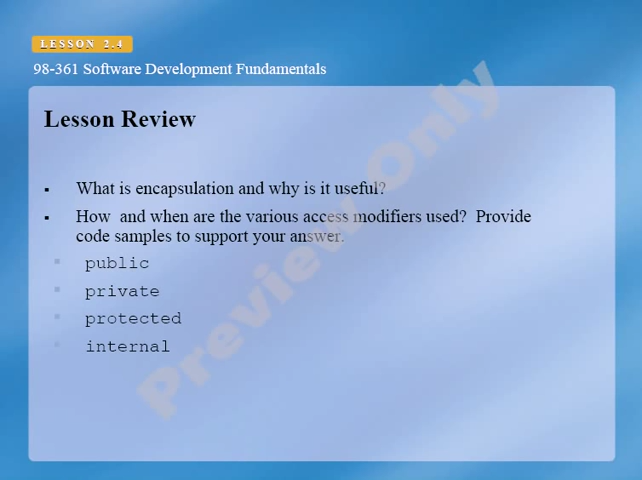 LESSON 2.4
98-361 Software Development Fundamentals
Lesson Review
▪ What is encapsulation and why is it useful?
▪ How and when are the various access modifiers used? Provide
code samples to support your answer.
▪ public
▪ private
▪ protected
▪ internal
Preview Only